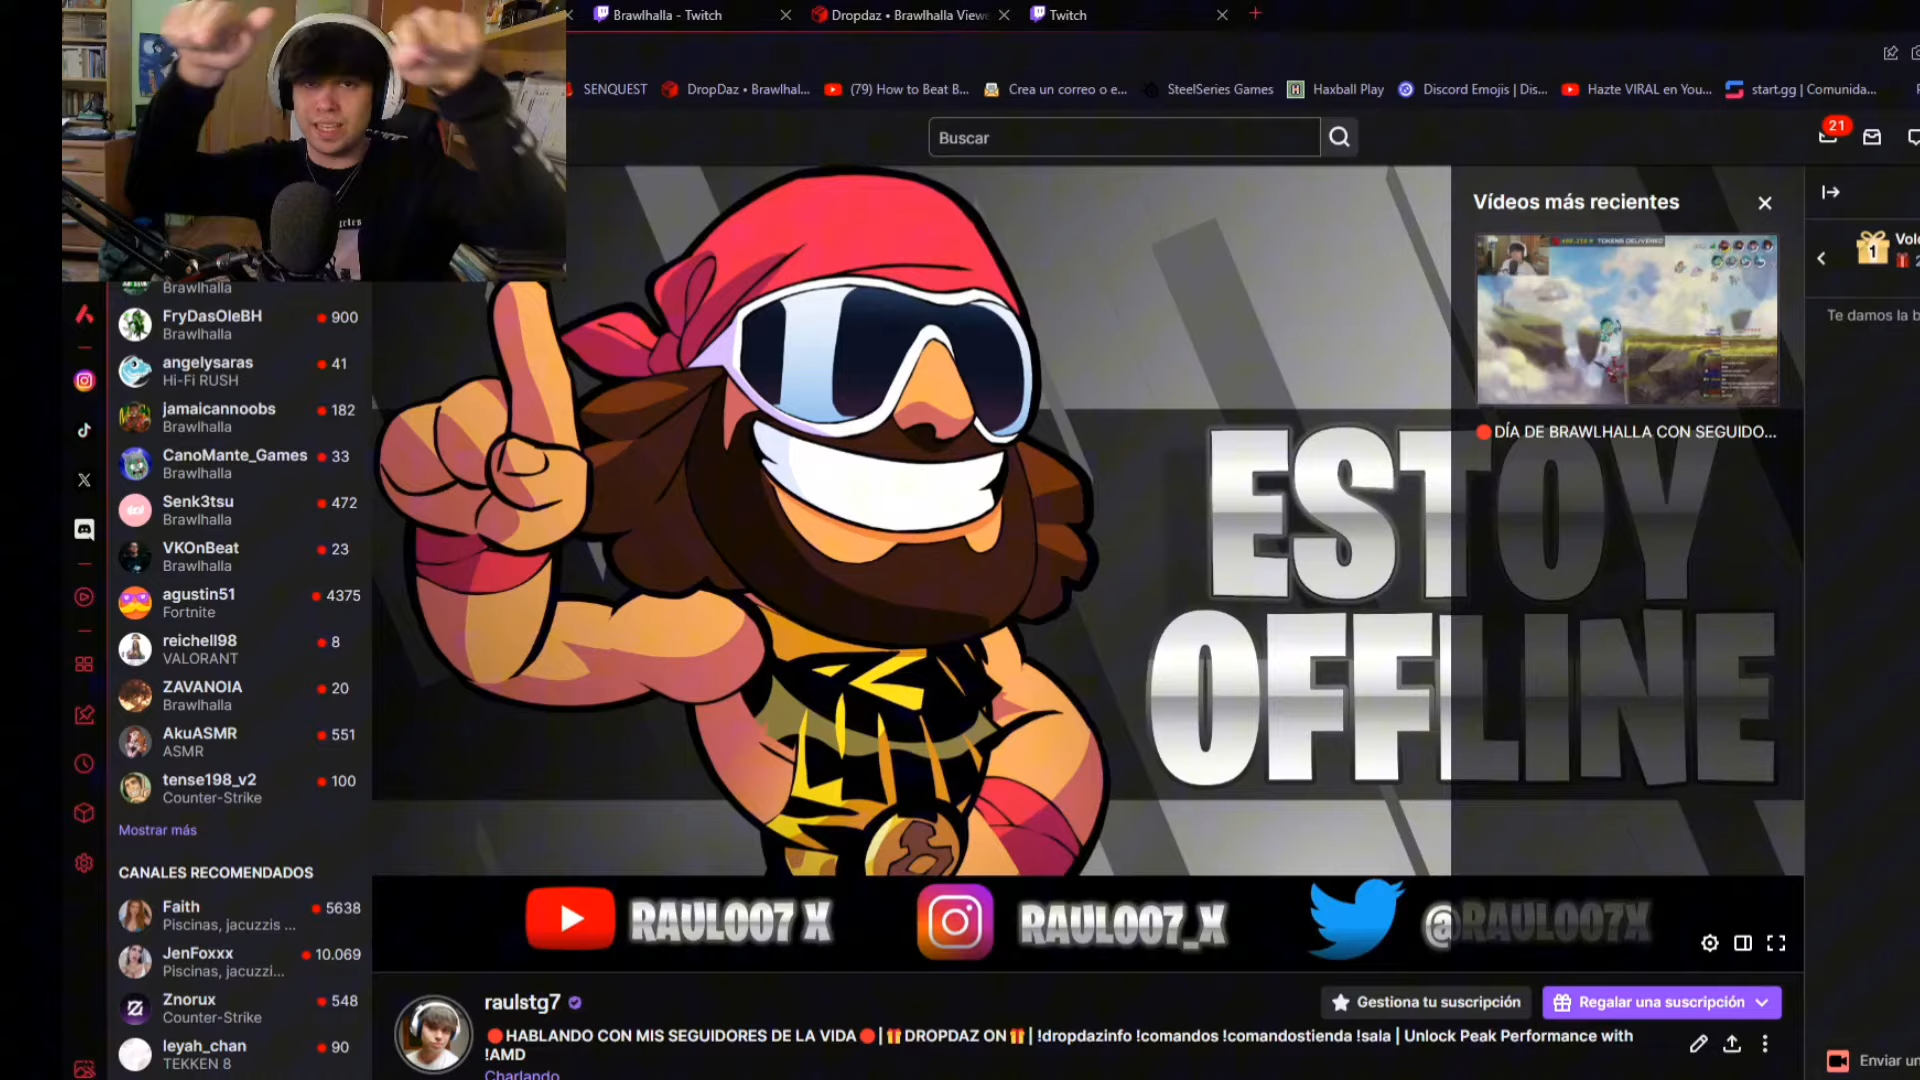 Brawlhalla - Twitch
Dropdaz • Brawlhalla View
Twitch
SENQUEST
DropDaz • Brawlhal...
(79) How to Beat B...
Crea un correo o e...
SteelSeries Games
Haxball Play
Discord Emojis | Dis...
Hazte VIRAL en You...
start.gg | Comunida...
Buscar
21
Brawlhalla
FryDasOleBH 900
Brawlhalla
angelysaras 41
Hi-Fi RUSH
jamaicannoobs 182
Brawlhalla
CanoMante_Games 33
Brawlhalla
Senk3tsu 472
Brawlhalla
VKOnBeat 23
Brawlhalla
agustin51 4375
Fortnite
reichell98 8
VALORANT
ZAVANOIA 20
Brawlhalla
AkuASMR 551
ASMR
tense198_v2 100
Counter-Strike
Mostrar más
CANALES RECOMENDADOS
Faith 5638
Piscinas, jacuzzis ...
JenFoxxx 10.069
Piscinas, jacuzzi...
Znorux 548
Counter-Strike
leyah_chan 90
TEKKEN 8
ESTOY
OFFLINE
RAUL007 X
RAUL007_X
@RAUL007X
Vídeos más recientes
TOKENS DELIVERED
DÍA DE BRAWLHALLA CON SEGUIDO...
1
Te damos la b
raulstg7
Gestiona tu suscripción
Regalar una suscripción
HABLANDO CON MIS SEGUIDORES DE LA VIDA | DROPDAZ ON | !dropdazinfo !comandos !comandostienda !sala | Unlock Peak Performance with
!AMD
Charlando
Enviar un